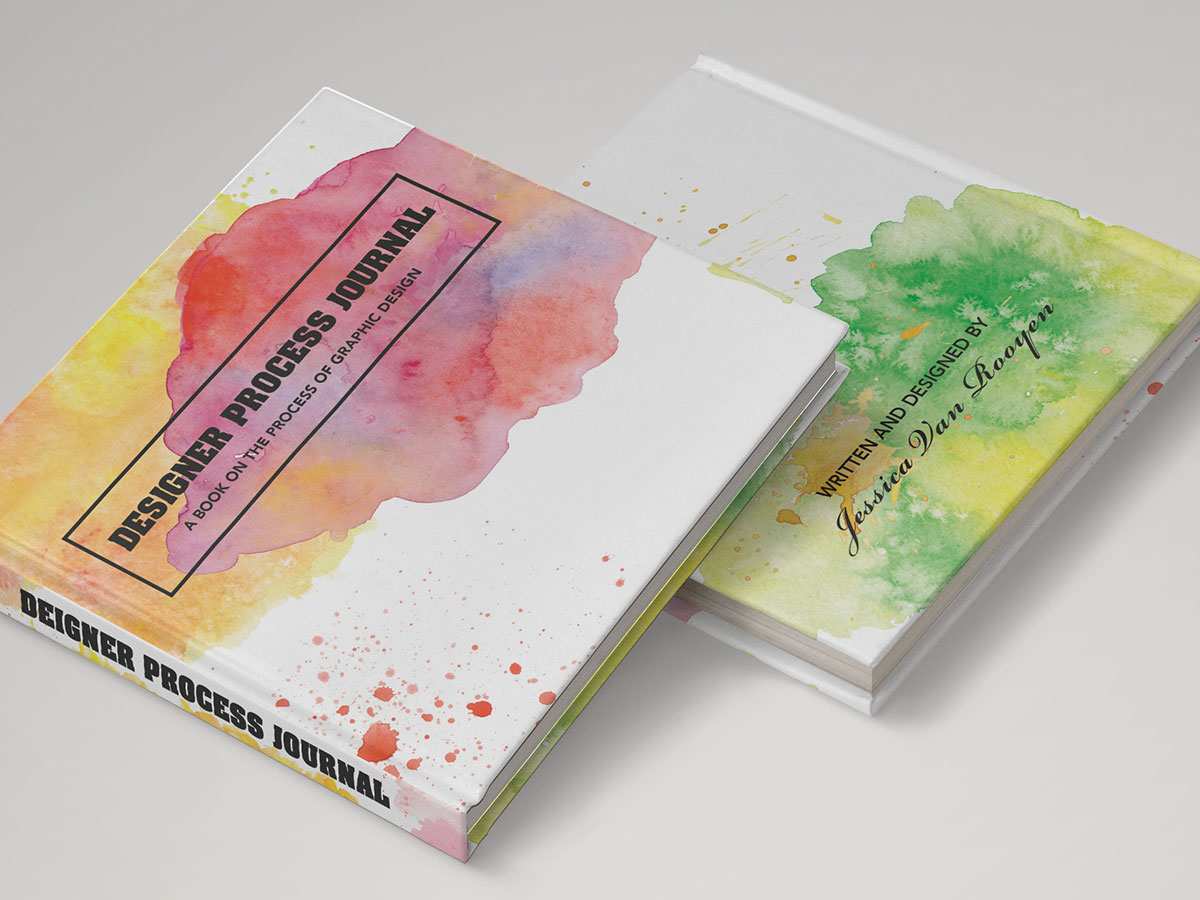 DESIGNER PROCESS JOURNAL
A BOOK ON THE PROCESS OF GRAPHIC DESIGN
DEIGNER PROCESS JOURNAL
WRITTEN AND DESIGNED BY
Jessica Van Rooyen